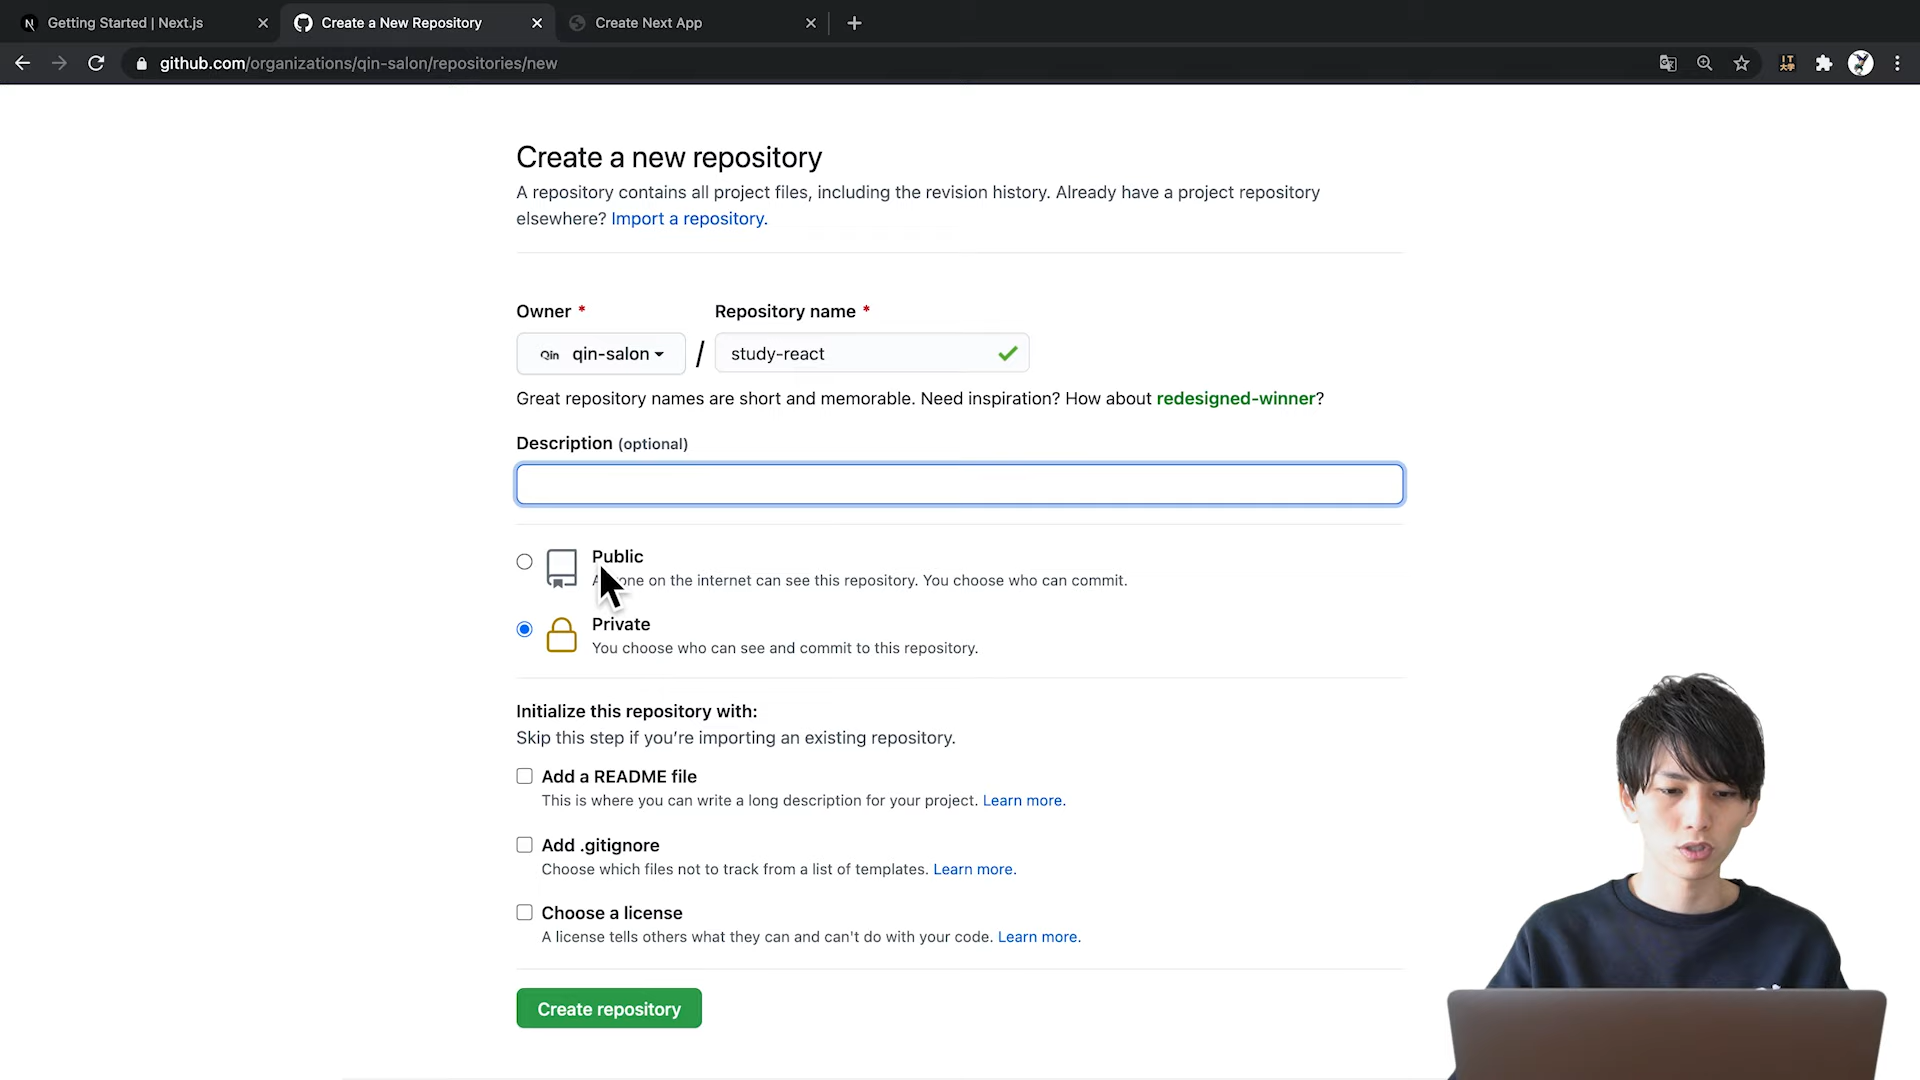 Getting Started | Next.js
Create a New Repository
Create Next App
github.com/organizations/qin-salon/repositories/new
IT
大学
Create a new repository
A repository contains all project files, including the revision history. Already have a project repository
elsewhere? Import a repository.
Owner *
Repository name *
Qin qin-salon
/
study-react
Great repository names are short and memorable. Need inspiration? How about redesigned-winner?
Description (optional)
Public
one on the internet can see this repository. You choose who can commit.
Private
You choose who can see and commit to this repository.
Initialize this repository with:
Skip this step if you’re importing an existing repository.
Add a README file
This is where you can write a long description for your project. Learn more.
Add .gitignore
Choose which files not to track from a list of templates. Learn more.
Choose a license
A license tells others what they can and can't do with your code. Learn more.
Create repository